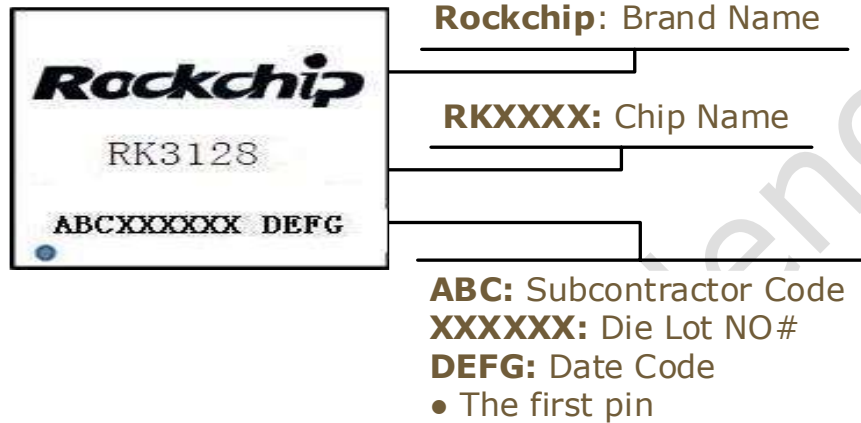 Rockchip: Brand Name
Rockchip
RKXXXX: Chip Name
RK3128
ABCXXXXXX DEFG
ABC: Subcontractor Code
XXXXXX: Die Lot NO#
DEFG: Date Code
● The first pin